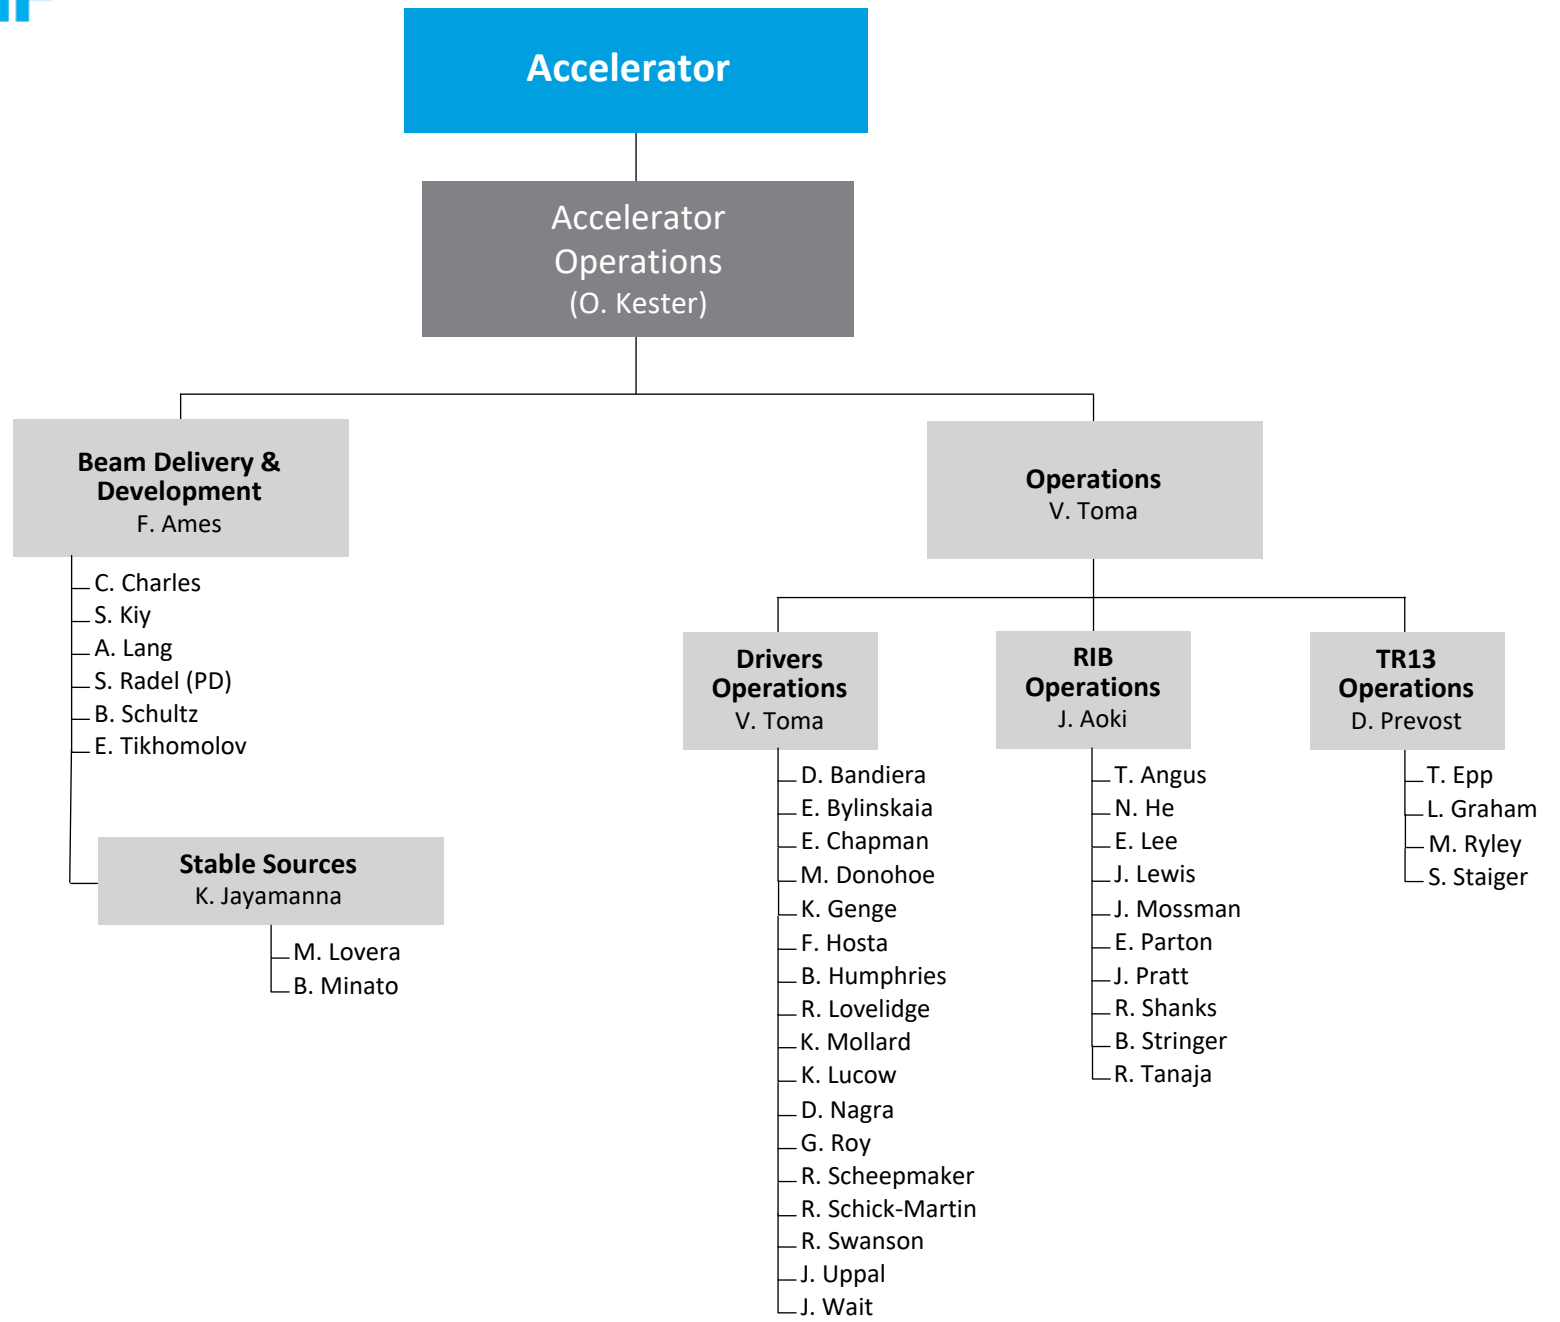 Accelerator
Accelerator
Operations
(O. Kester)
Beam Delivery &
Development
F. Ames
C. Charles
S. Kiy
A. Lang
S. Radel (PD)
B. Schultz
E. Tikhomolov
Stable Sources
K. Jayamanna
M. Lovera
B. Minato
Operations
V. Toma
Drivers
Operations
V. Toma
D. Bandiera
E. Bylinskaia
E. Chapman
M. Donohoe
K. Genge
F. Hosta
B. Humphries
R. Lovelidge
K. Mollard
K. Lucow
D. Nagra
G. Roy
R. Scheepmaker
R. Schick-Martin
R. Swanson
J. Uppal
J. Wait
RIB
Operations
J. Aoki
T. Angus
N. He
E. Lee
J. Lewis
J. Mossman
E. Parton
J. Pratt
R. Shanks
B. Stringer
R. Tanaja
TR13
Operations
D. Prevost
T. Epp
L. Graham
M. Ryley
S. Staiger